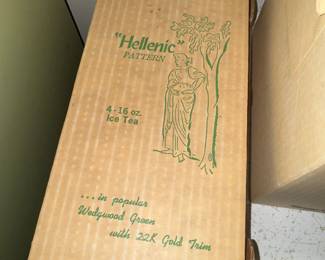 "Hellenic"
PATTERN
4-16 oz.
Ice Tea
... in popular
Wedgwood Green
with 22K Gold Trim